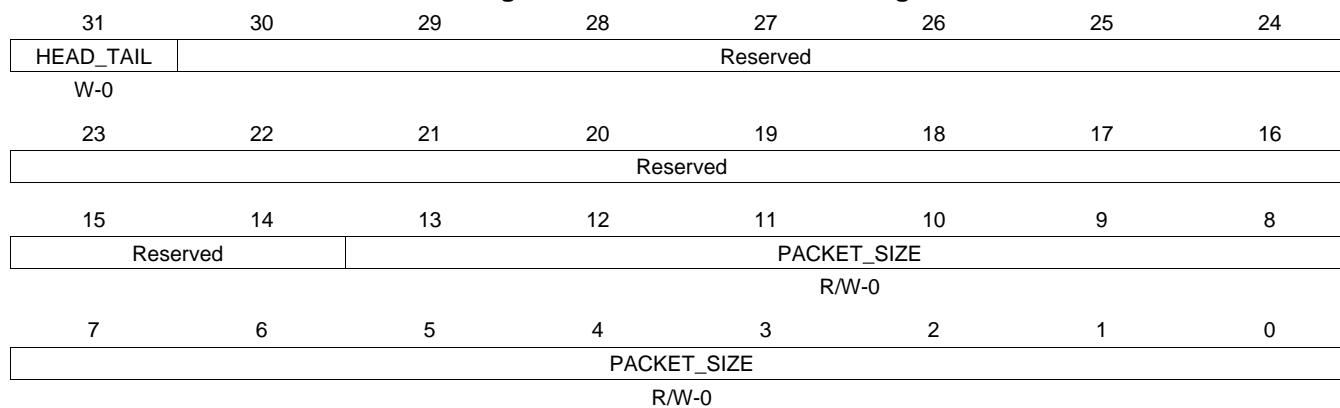 31 30 29 28 27 26 25 24
HEAD_TAIL Reserved
W-0
23 22 21 20 19 18 17 16
Reserved
15 14 13 12 11 10 9 8
Reserved PACKET_SIZE
R/W-0
7 6 5 4 3 2 1 0
PACKET_SIZE
R/W-0